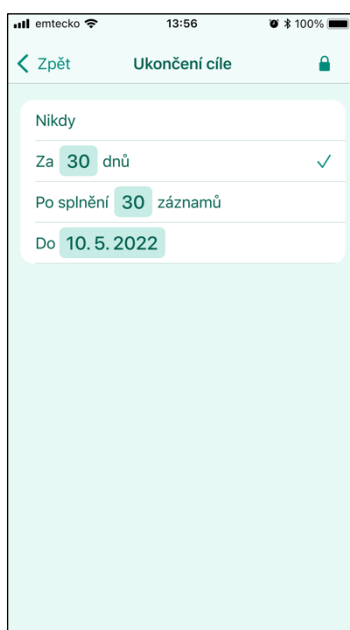 emtecko 13:56 100%
Zpět Ukončení cíle
Nikdy
Za 30 dnů
Po splnění 30 záznamů
Do 10. 5. 2022